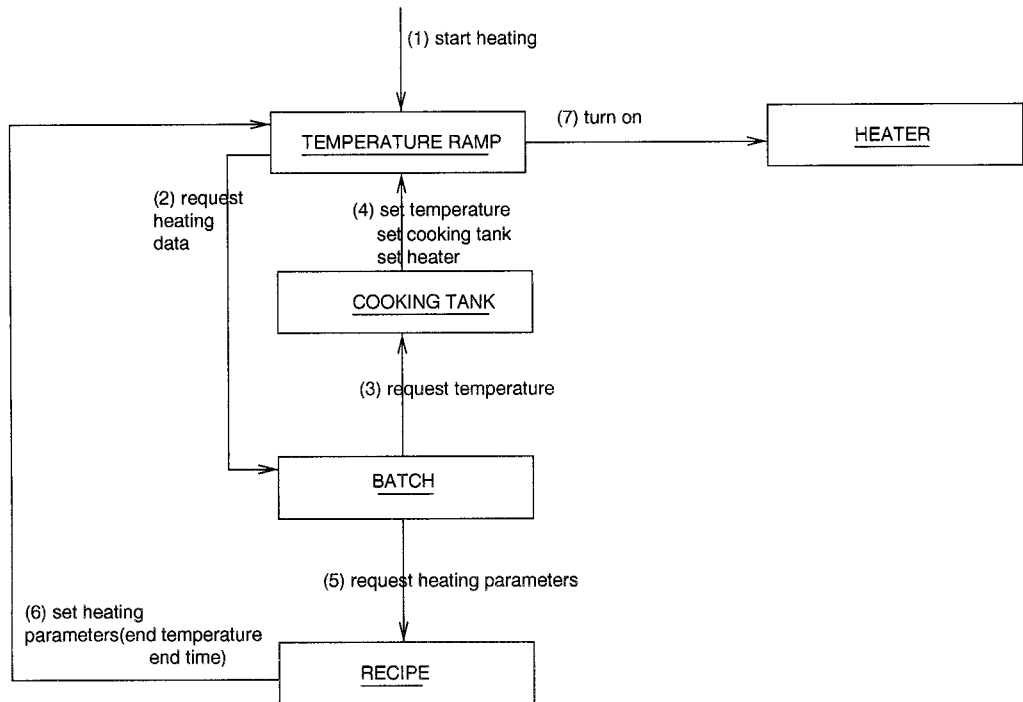 (1) start heating
TEMPERATURE RAMP
(7) turn on
HEATER
(2) request
heating
data
(4) set temperature
set cooking tank
set heater
COOKING TANK
(3) request temperature
BATCH
(5) request heating parameters
(6) set heating
parameters(end temperature
end time)
RECIPE